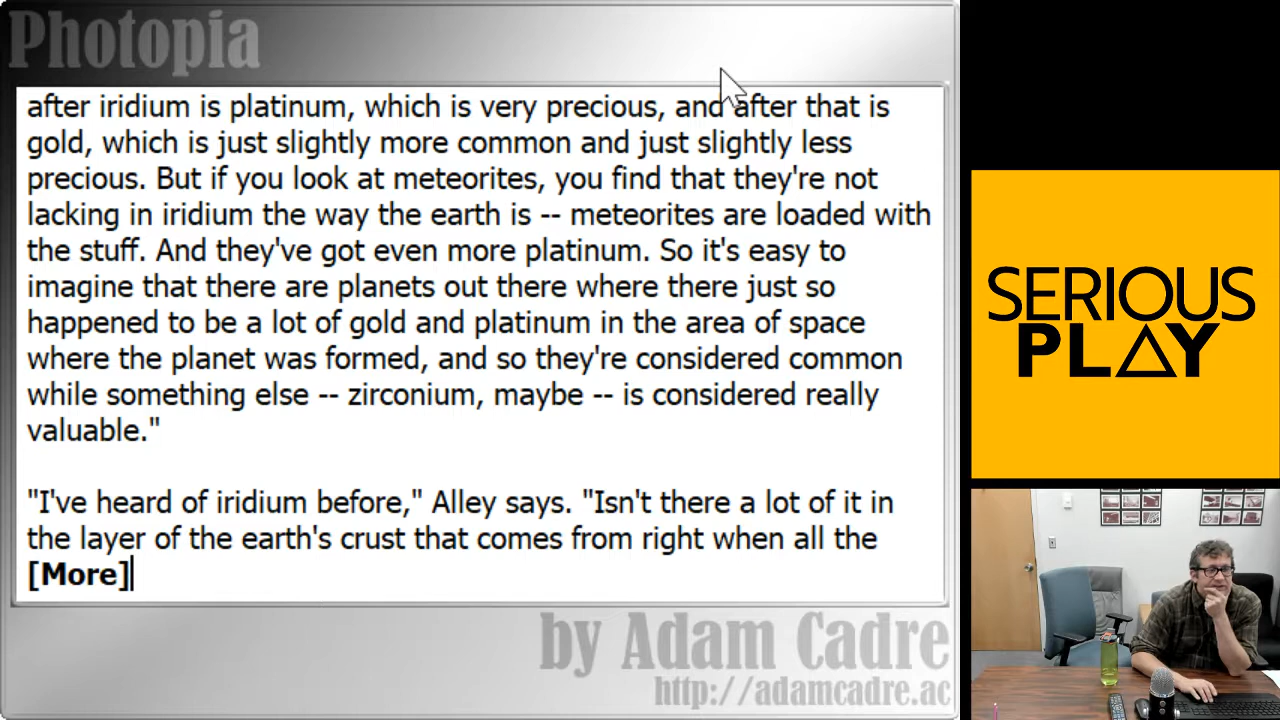 Photopia
after iridium is platinum, which is very precious, and after that is
gold, which is just slightly more common and just slightly less
precious. But if you look at meteorites, you find that they're not
lacking in iridium the way the earth is -- meteorites are loaded with
the stuff. And they've got even more platinum. So it's easy to
imagine that there are planets out there where there just so
happened to be a lot of gold and platinum in the area of space
where the planet was formed, and so they're considered common
while something else -- zirconium, maybe -- is considered really
valuable."
"I've heard of iridium before," Alley says. "Isn't there a lot of it in
the layer of the earth's crust that comes from right when all the
[More]
by Adam Cadre
http://adamcadre.ac
SERIOUS
PLAY